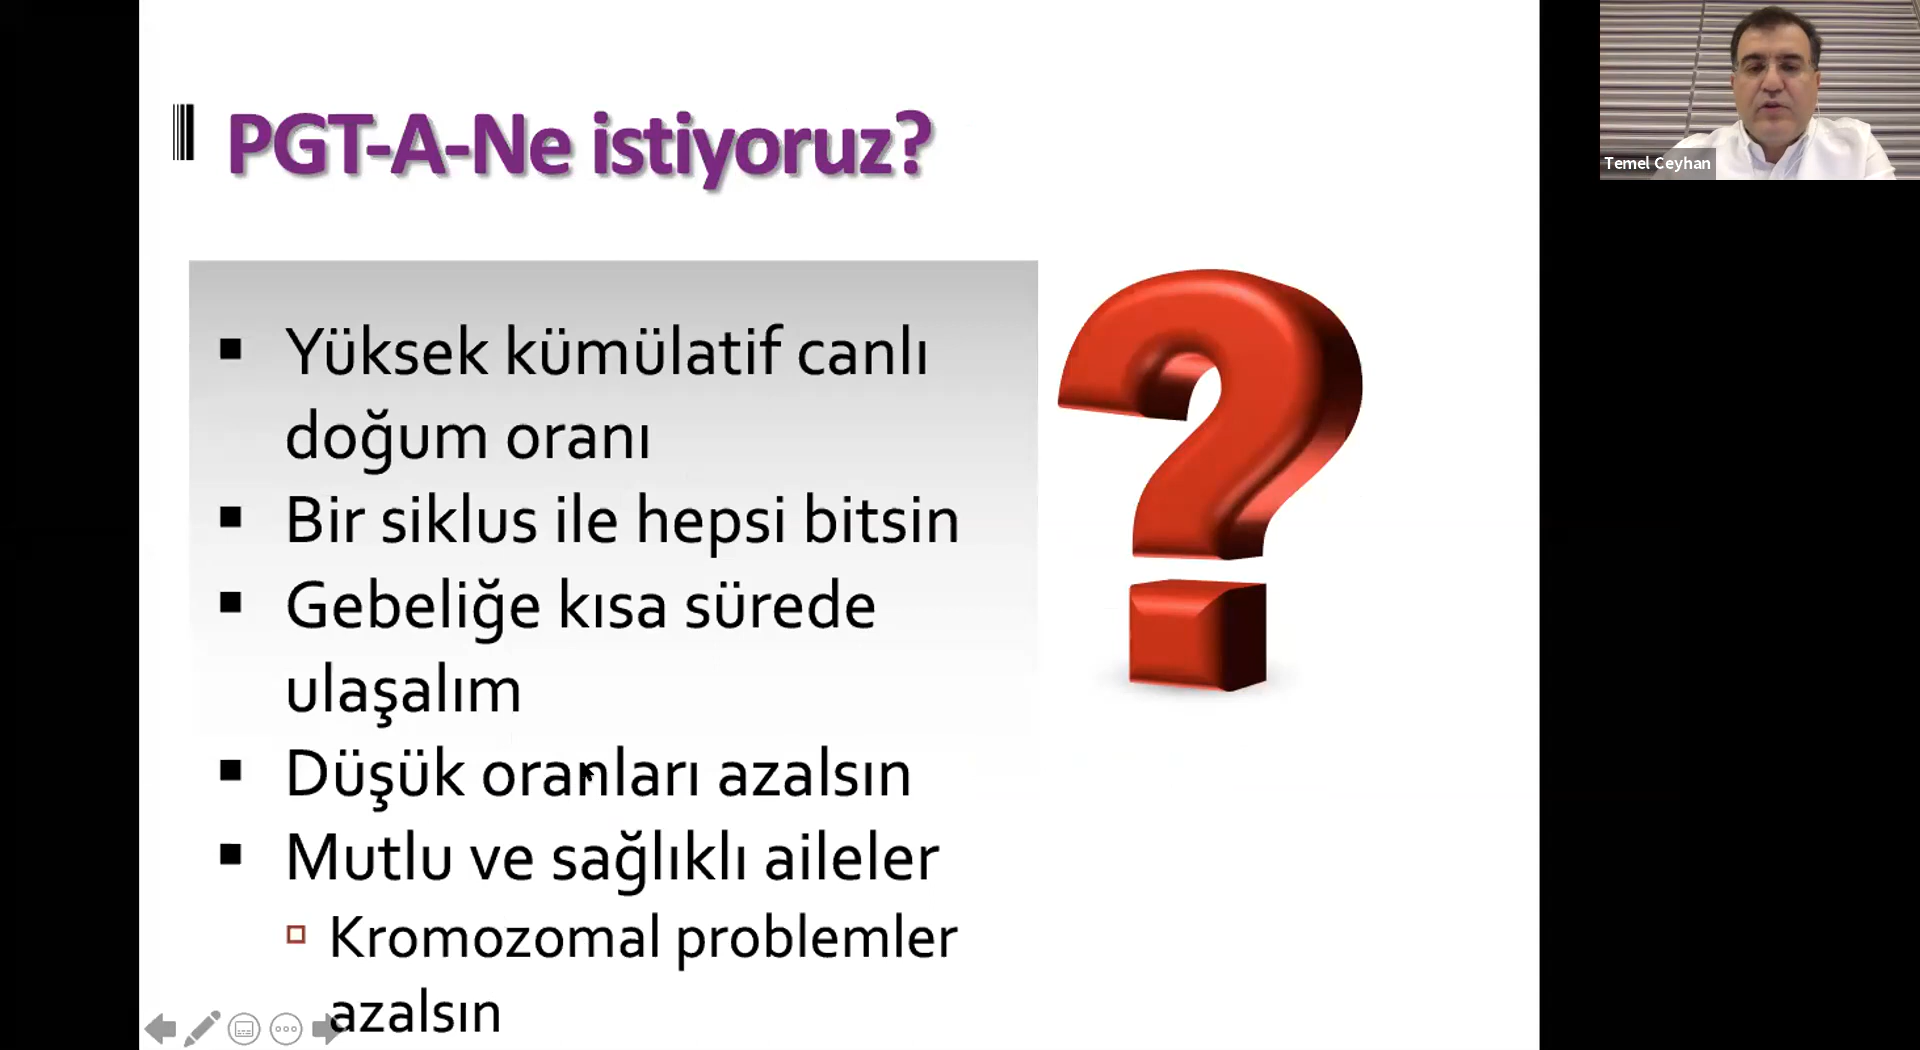 PGT-A-Ne istiyoruz?
Temel Ceyhan
Yüksek kümülatif canlı
doğum oranı
Bir siklus ile hepsi bitsin
Gebeliğe kısa sürede
ulaşalım
Düşük oranları azalsın
Mutlu ve sağlıklı aileler
Kromozomal problemler
azalsın